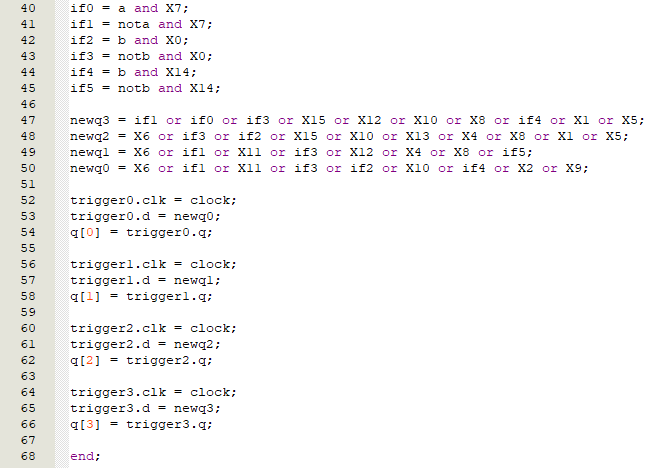 40 if0 = a and X7;
41 if1 = nota and X7;
42 if2 = b and X0;
43 if3 = notb and X0;
44 if4 = b and X14;
45 if5 = notb and X14;
46
47 newq3 = if1 or if0 or if3 or X15 or X12 or X10 or X8 or if4 or X1 or X5;
48 newq2 = X6 or if3 or if2 or X15 or X10 or X13 or X4 or X8 or X1 or X5;
49 newq1 = X6 or if1 or X11 or if3 or X12 or X4 or X8 or if5;
50 newq0 = X6 or if1 or X11 or if3 or if2 or X10 or if4 or X2 or X9;
51
52 trigger0.clk = clock;
53 trigger0.d = newq0;
54 q[0] = trigger0.q;
55
56 trigger1.clk = clock;
57 trigger1.d = newq1;
58 q[1] = trigger1.q;
59
60 trigger2.clk = clock;
61 trigger2.d = newq2;
62 q[2] = trigger2.q;
63
64 trigger3.clk = clock;
65 trigger3.d = newq3;
66 q[3] = trigger3.q;
67
68 end;